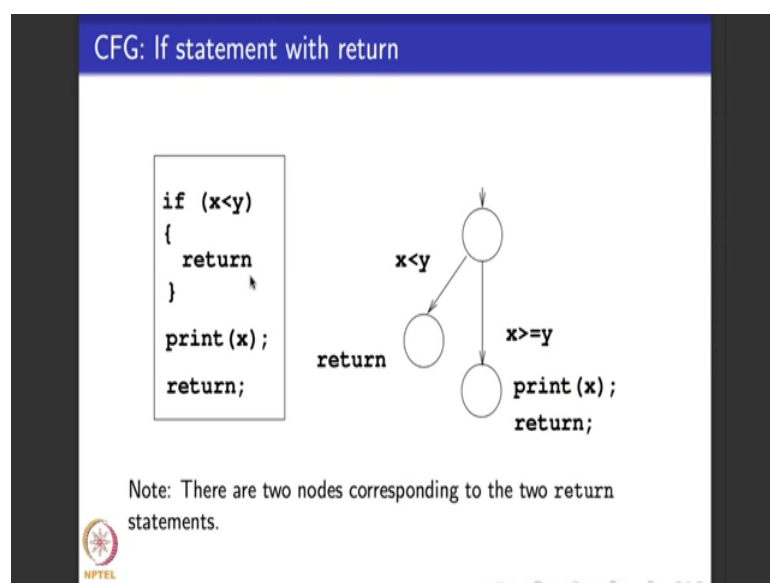 CFG: If statement with return
if (x<y)
{
return
}
print(x);
return;
x<y
return
x>=y
print(x);
return;
Note: There are two nodes corresponding to the two return
statements.
NPTEL